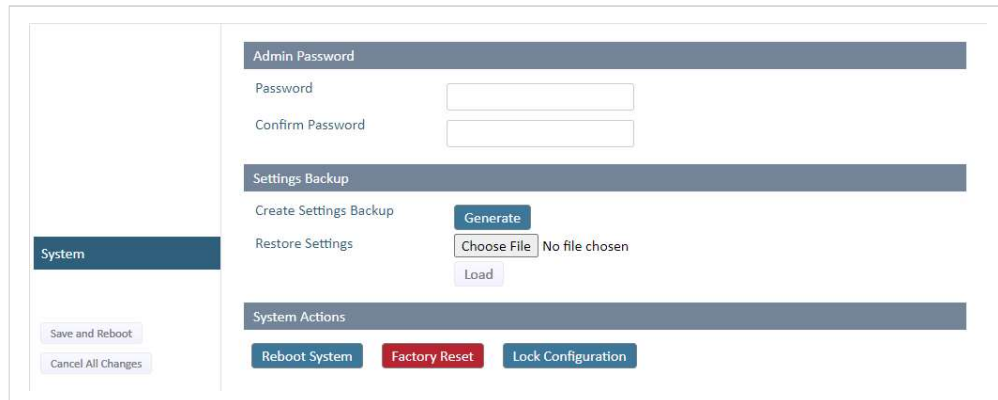 System
Save and Reboot
Cancel All Changes
Admin Password
Password
Confirm Password
Settings Backup
Create Settings Backup Generate
Restore Settings Choose File No file chosen
Load
System Actions
Reboot System Factory Reset Lock Configuration